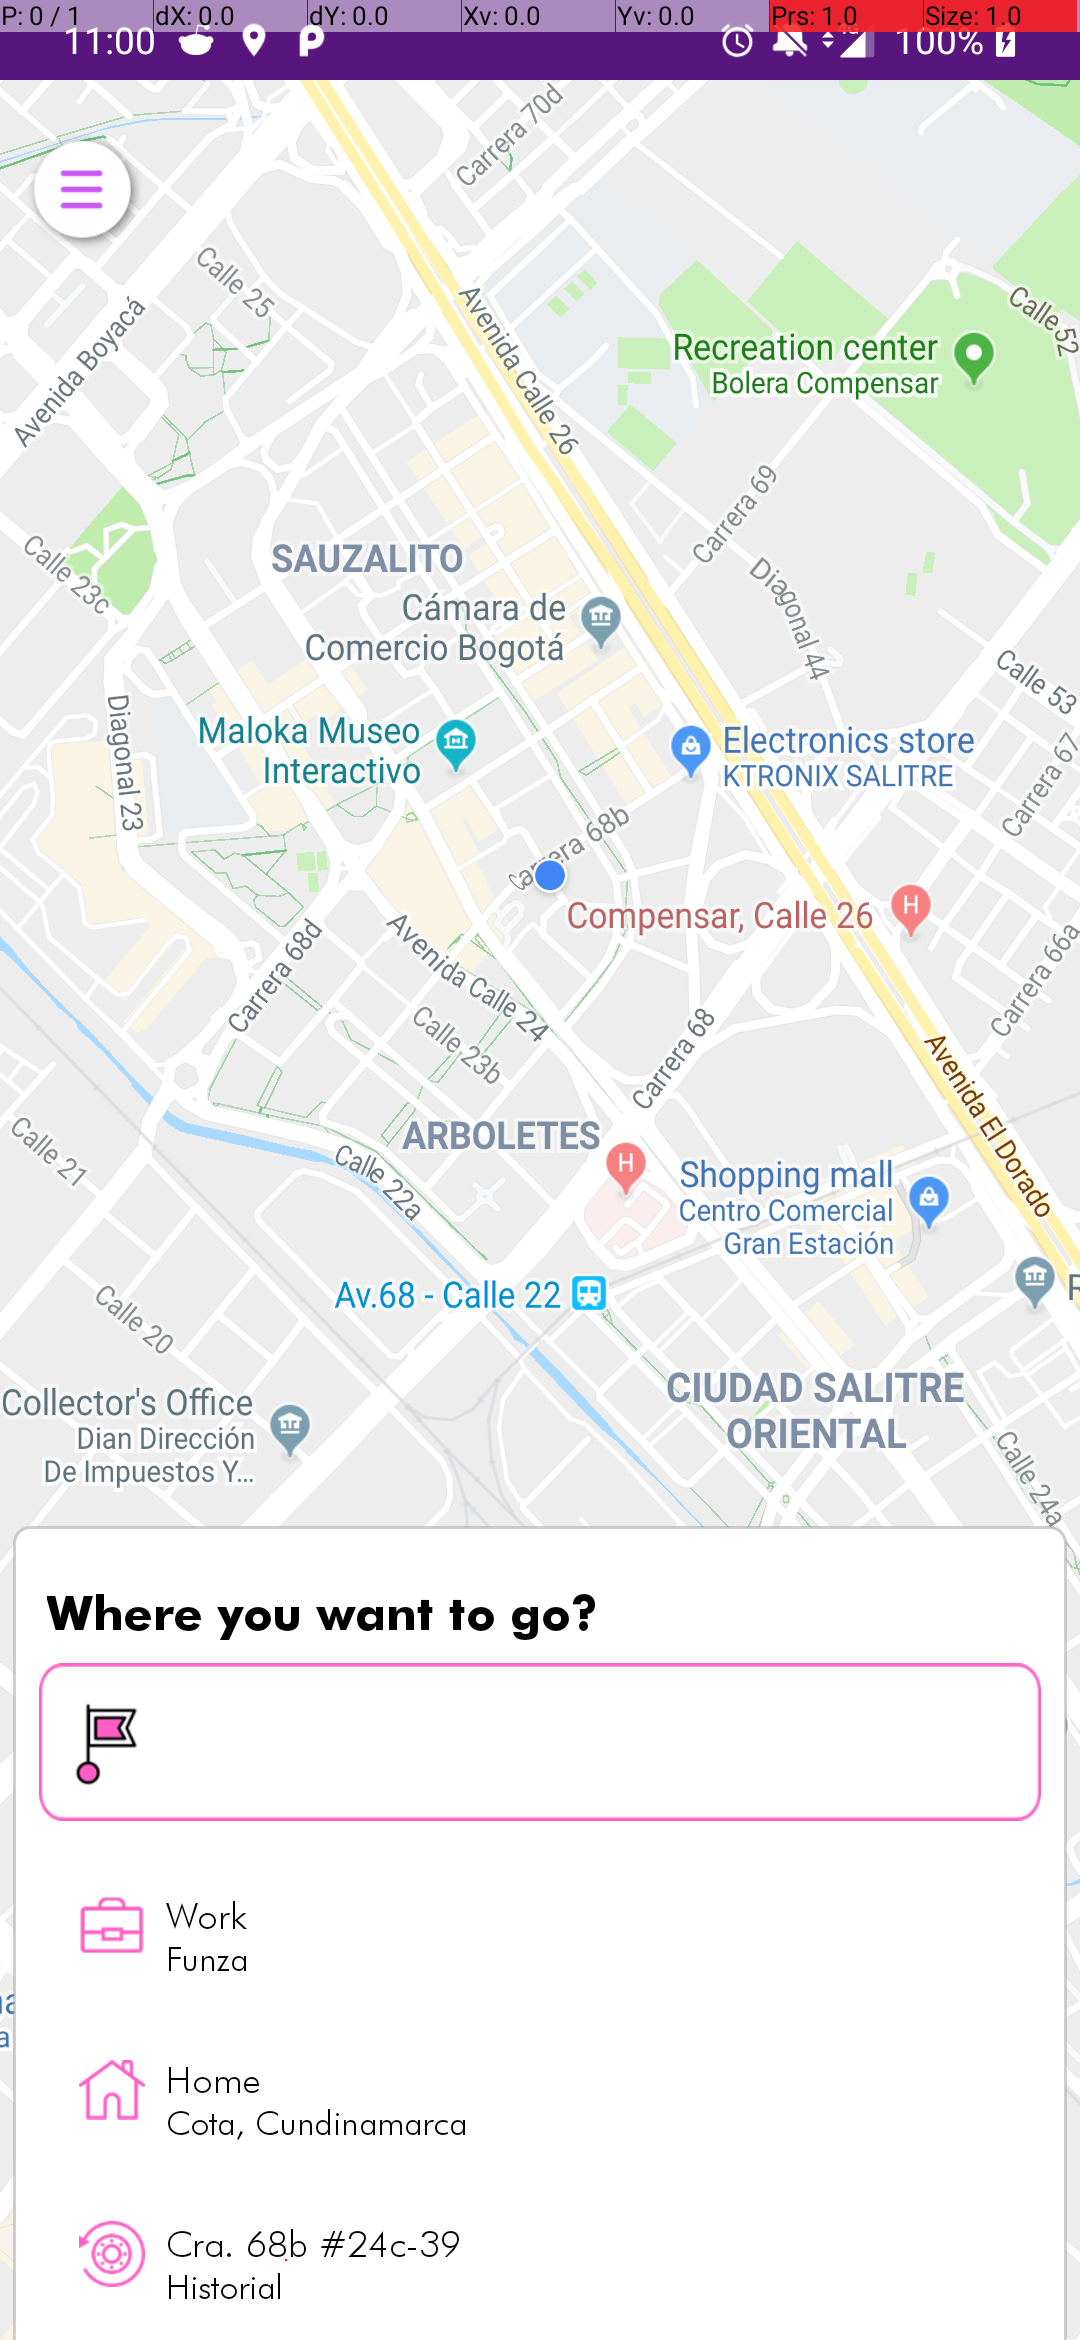 P: 0 / 1 dX: 0.0 dY: 0.0 Xv: 0.0 Yv: 0.0 Prs: 1.0 Size: 1.0
11:00 100%
Carrera 70d
Calle 25
Avenida Boyacá
Avenida Calle 26
Calle 52
Recreation center
Bolera Compensar
Carrera 69
Calle 23c
SAUZALITO
Diagonal 44
Cámara de
Comercio Bogotá
Calle 53
Diagonal 23
Maloka Museo
Interactivo
Electronics store
KTRONIX SALITRE
Carrera 67
Carrera 68b
Compensar, Calle 26
Carrera 68d
Avenida Calle 24
Carrera 66a
Calle 23b
Carrera 68
Avenida El Dorado
Calle 21
ARBOLETES
Calle 22a
Shopping mall
Centro Comercial
Gran Estación
Av.68 - Calle 22
Calle 20
CIUDAD SALITRE
ORIENTAL
Collector's Office
Dian Dirección
De Impuestos Y...
Calle 24a
Where you want to go?
Work
Funza
Home
Cota, Cundinamarca
Cra. 68b #24c-39
Historial